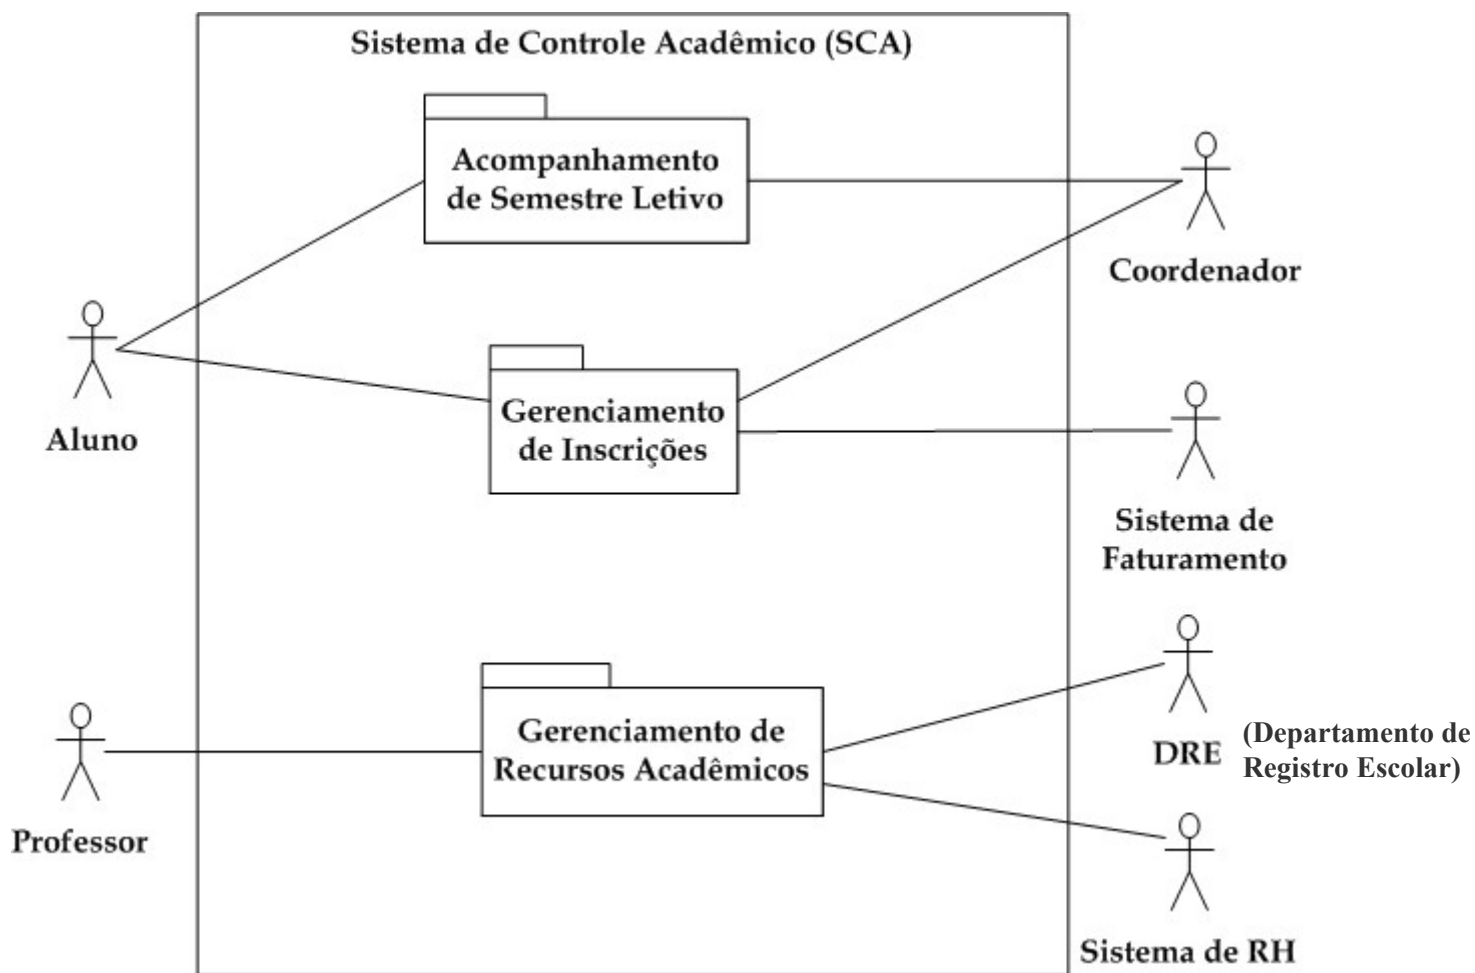 Sistema de Controle Acadêmico (SCA)
Acompanhamento
de Semestre Letivo
Coordenador
Aluno
Gerenciamento
de Inscrições
Sistema de
Faturamento
Professor
Gerenciamento de
Recursos Acadêmicos
DRE
(Departamento de
Registro Escolar)
Sistema de RH